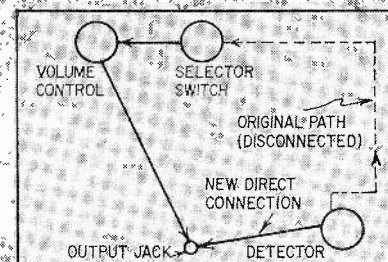 VOLUME
CONTROL
SELECTOR
SWITCH
ORIGINAL PATH
(DISCONNECTED)
NEW DIRECT
CONNECTION
OUTPUT JACK
DETECTOR